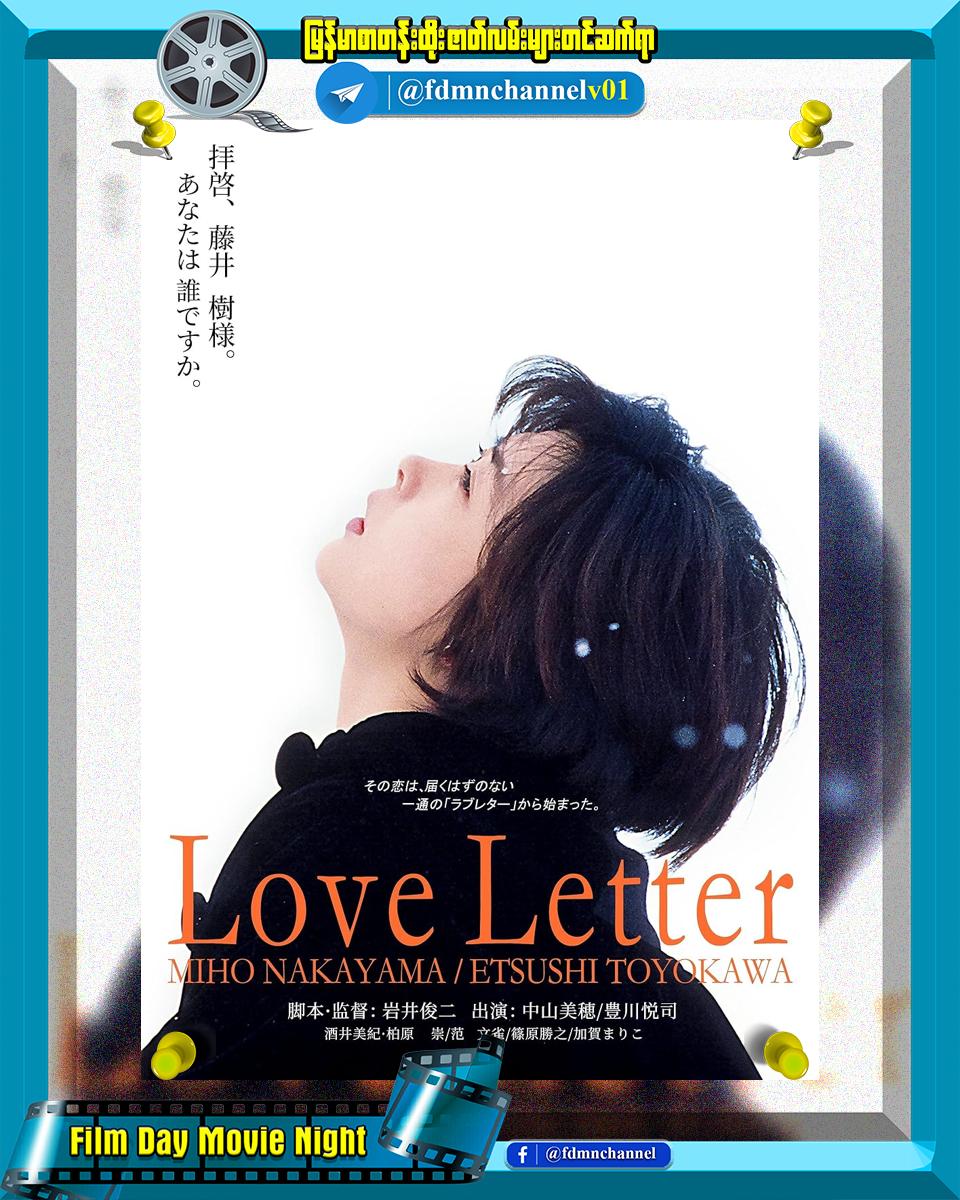 မြန်မာစာတန်းထိုးဇာတ်လမ်းများတင်ဆက်ရာ
@fdmnchannelv01
拝啓、藤井 樹様。
あなたは 誰ですか。
その恋は、届くはずのない
一通の「ラブレター」から始まった。
Love Letter
MIHO NAKAYAMA / ETSUSHI TOYOKAWA
脚本・監督：岩井俊二 出演：中山美穂/豊川悦司
酒井美紀・柏原 崇/范 文雀/篠原勝之/加賀まりこ
Film Day Movie Night
@fdmnchannel